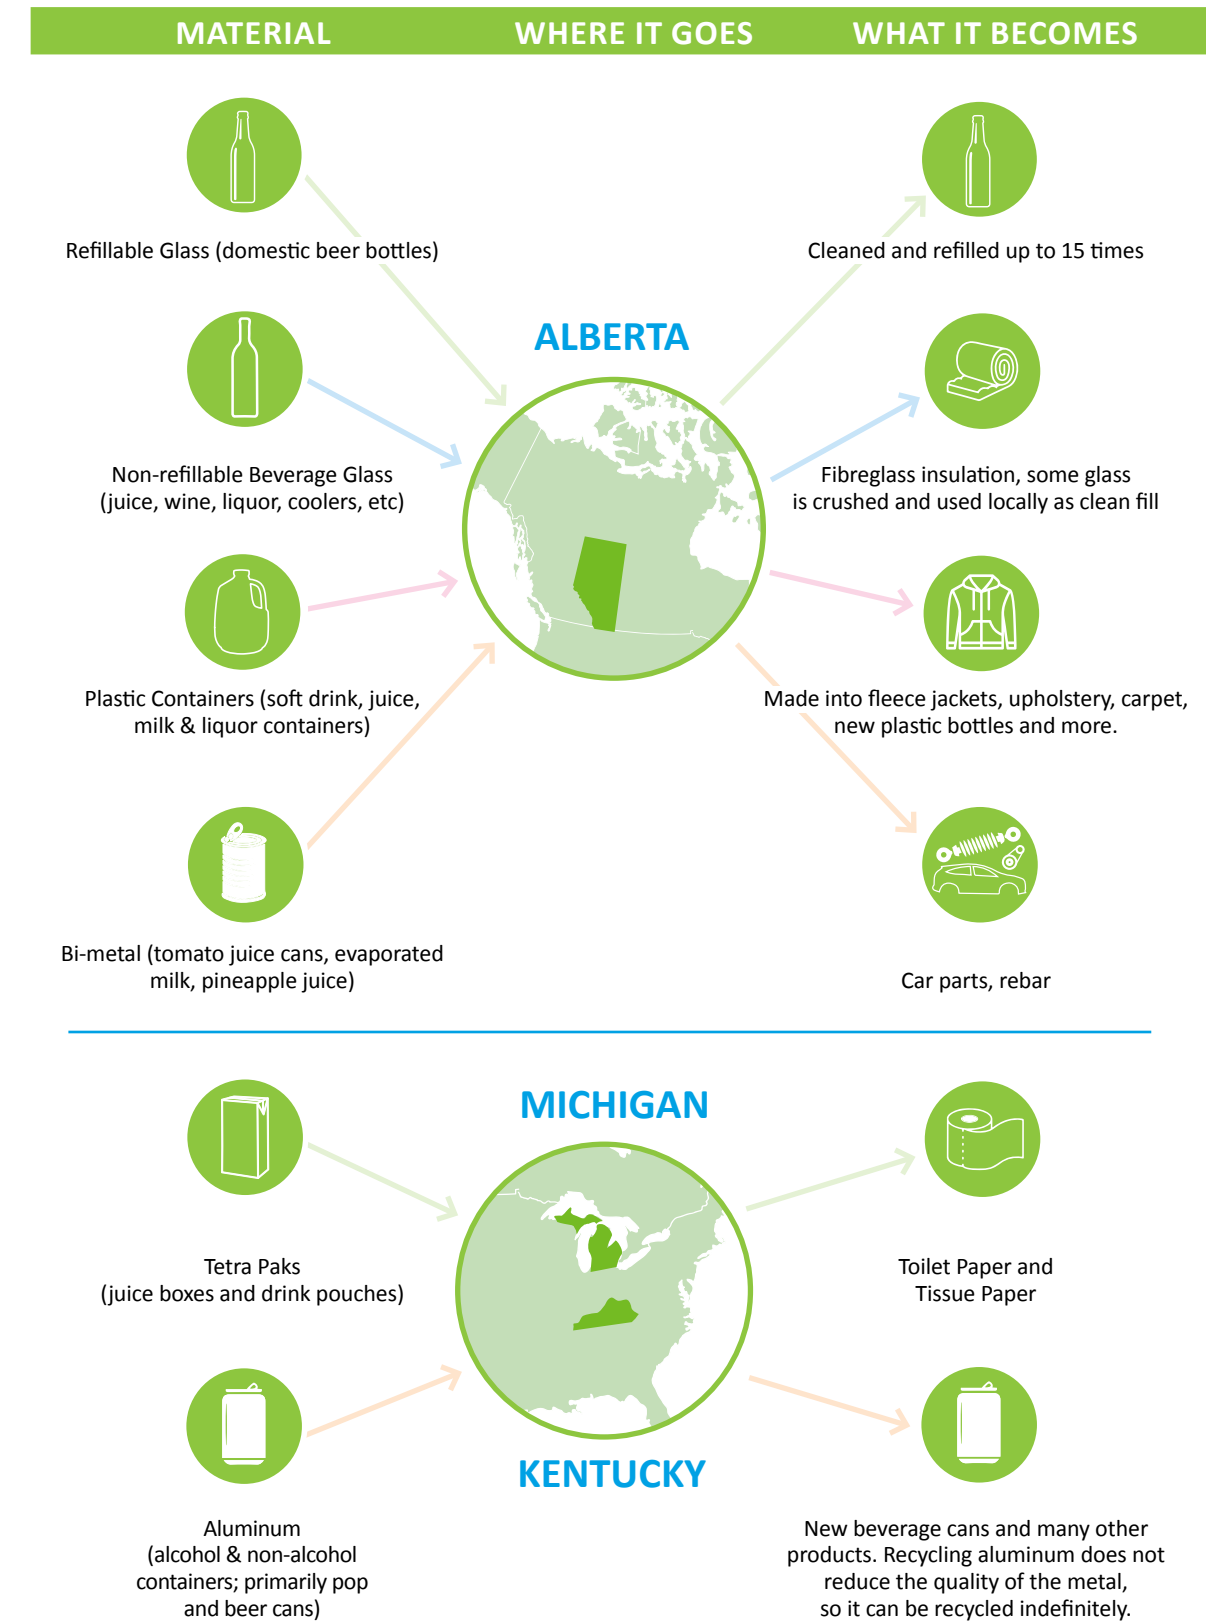 MATERIAL
WHERE IT GOES
WHAT IT BECOMES
Refillable Glass (domestic beer bottles)
Cleaned and refilled up to 15 times
ALBERTA
Non-refillable Beverage Glass
(juice, wine, liquor, coolers, etc)
Fibreglass insulation, some glass
is crushed and used locally as clean fill
Plastic Containers (soft drink, juice,
milk & liquor containers)
Made into fleece jackets, upholstery, carpet,
new plastic bottles and more.
Bi-metal (tomato juice cans, evaporated
milk, pineapple juice)
Car parts, rebar
MICHIGAN
Tetra Paks
(juice boxes and drink pouches)
Toilet Paper and
Tissue Paper
KENTUCKY
Aluminum
(alcohol & non-alcohol
containers; primarily pop
and beer cans)
New beverage cans and many other
products. Recycling aluminum does not
reduce the quality of the metal,
so it can be recycled indefinitely.